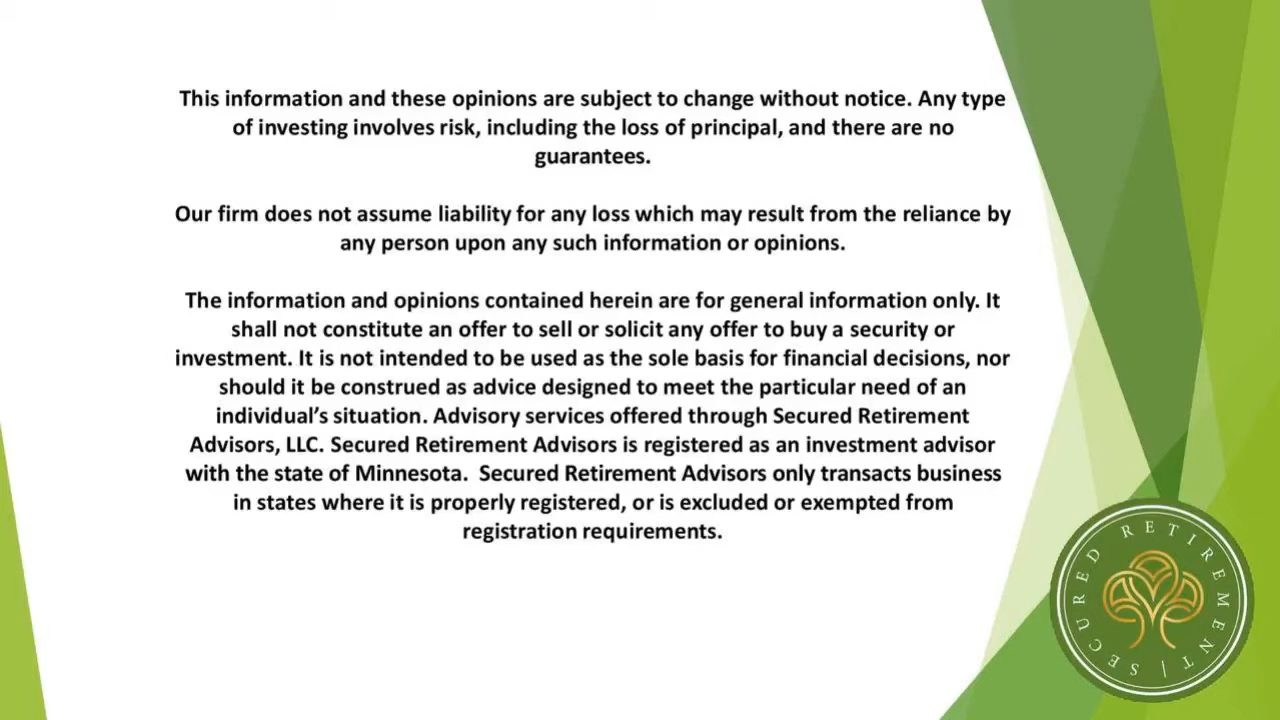 This information and these opinions are subject to change without notice. Any type
of investing involves risk, including the loss of principal, and there are no
guarantees.
Our firm does not assume liability for any loss which may result from the reliance by
any person upon any such information or opinions.
The information and opinions contained herein are for general information only. It
shall not constitute an offer to sell or solicit any offer to buy a security or
investment. It is not intended to be used as the sole basis for financial decisions, nor
should it be construed as advice designed to meet the particular need of an
individual’s situation. Advisory services offered through Secured Retirement
Advisors, LLC. Secured Retirement Advisors is registered as an investment advisor
with the state of Minnesota.  Secured Retirement Advisors only transacts business
in states where it is properly registered, or is excluded or exempted from
registration requirements.
SECURED RETIREMENT |